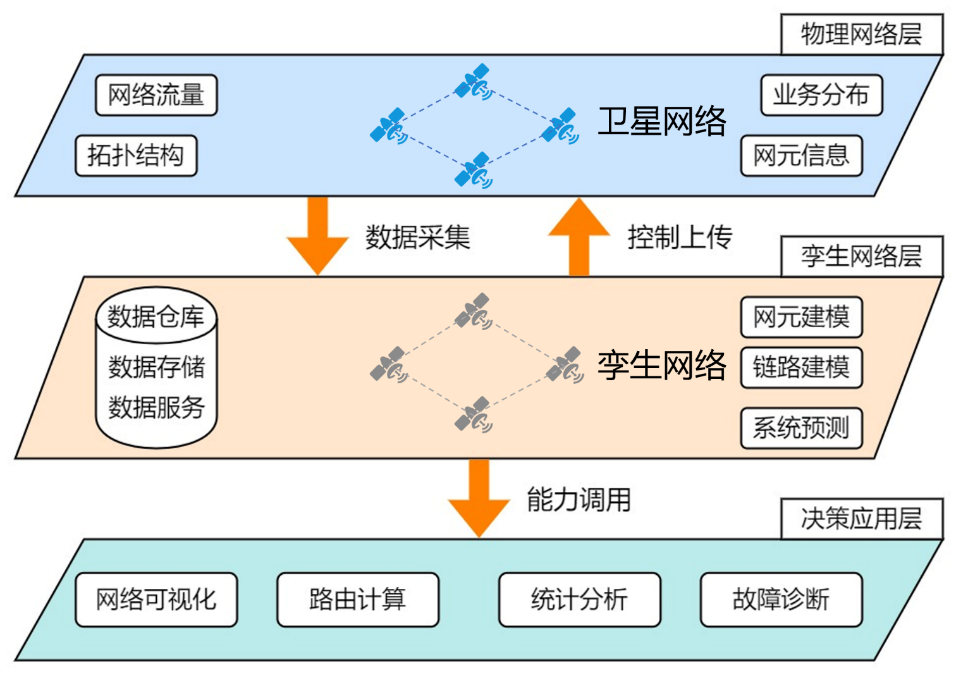 物理网络层
网络流量
业务分布
卫星网络
拓扑结构
网元信息
数据采集
控制上传
孪生网络层
数据仓库
数据存储
数据服务
孪生网络
网元建模
链路建模
系统预测
能力调用
决策应用层
网络可视化
路由计算
统计分析
故障诊断